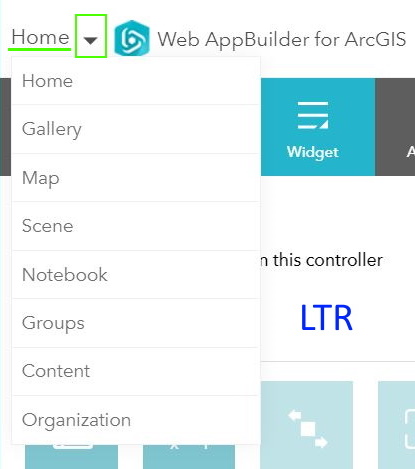 Home
Web AppBuilder for ArcGIS
Home
Gallery
Map
Widget
Scene
Notebook
this controller
LTR
Groups
Content
Organization